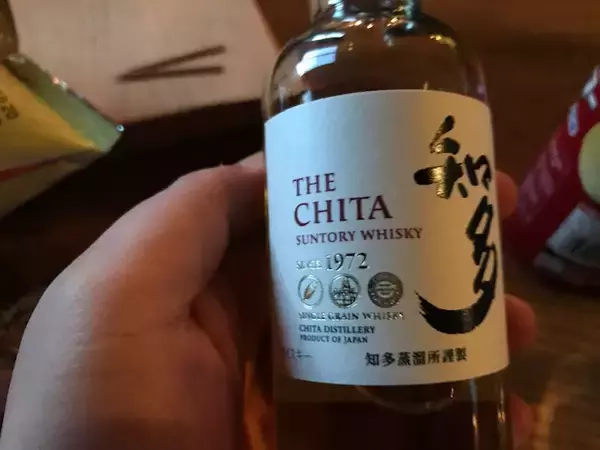 THE
CHITA
SUNTORY WHISKY
SINCE 1972
SINGLE GRAIN WHISKY
CHITA DISTILLERY
PRODUCT OF JAPAN
知多蒸溜所謹製
知多